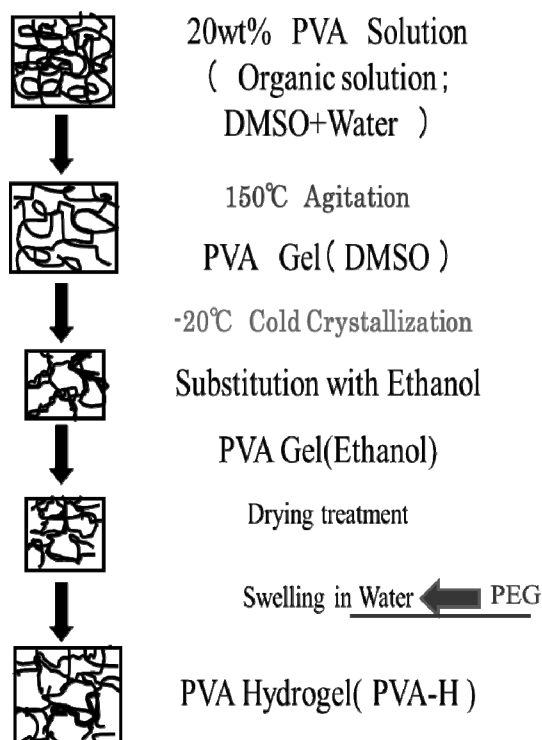 20wt% PVA Solution
( Organic solution;
DMSO+Water )
150℃ Agitation
PVA Gel( DMSO )
-20℃ Cold Crystallization
Substitution with Ethanol
PVA Gel(Ethanol)
Drying treatment
Swelling in Water PEG
PVA Hydrogel( PVA-H )